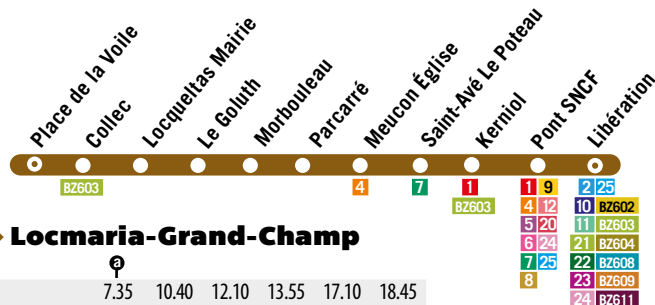 Place de la Voile
Collec
Locqueltas Mairie
Le Goluth
Morbouleau
Parcarré
Meucon Église
Saint-Avé Le Poteau
Kerniol
Pont SNCF
Libération
BZ603 4 7 1 1 9 2 25
BZ603 4 12 10 BZ602
5 20 11 BZ603
6 24 21 BZ604
7 25 22 BZ608
8 23 BZ609
24 BZ611
Locmaria-Grand-Champ
a
7.35 10.40 12.10 13.55 17.10 18.45